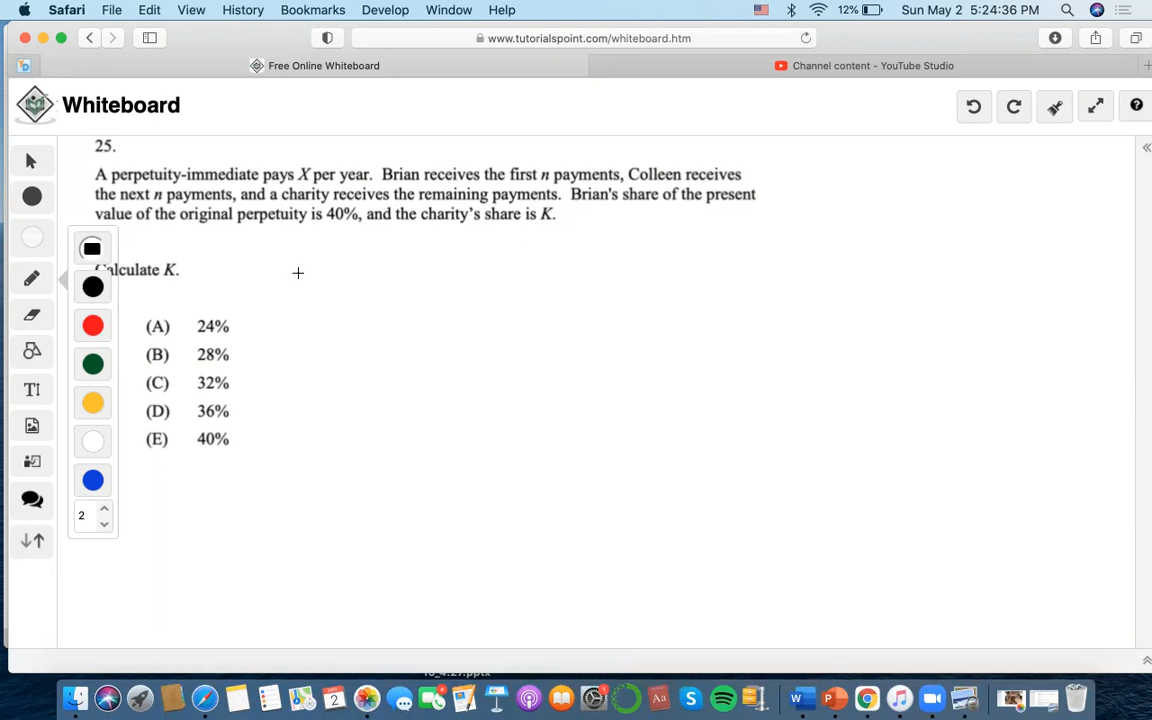 Safari File Edit View History Bookmarks Develop Window Help 12% Sun May 2 5:24:36 PM
www.tutorialspoint.com/whiteboard.htm
Free Online Whiteboard Channel content - YouTube Studio
Whiteboard
25.
A perpetuity-immediate pays X per year. Brian receives the first n payments, Colleen receives
the next n payments, and a charity receives the remaining payments. Brian's share of the present
value of the original perpetuity is 40%, and the charity's share is K.
Calculate K.
(A) 24%
(B) 28%
(C) 32%
(D) 36%
(E) 40%
2